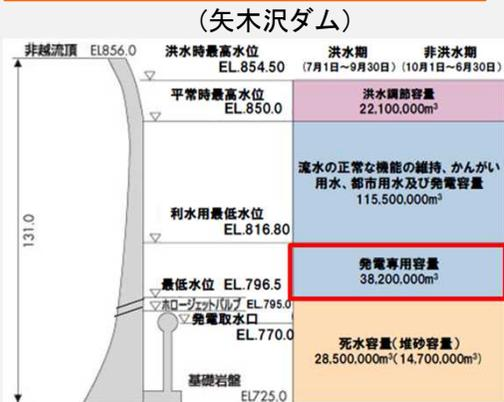 (矢木沢ダム)
非越流頂 EL856.0
洪水時最高水位
EL.854.50
洪水期
(7月1日~9月30日)
非洪水期
(10月1日~6月30日)
平常時最高水位
EL.850.0
洪水調節容量
22,100,000m³
流水の正常な機能の維持、かんがい
用水、都市用水及び発電容量
115,500,000m³
131.0
利水用最低水位
EL.816.80
発電専用容量
38,200,000m³
最低水位 EL.796.5
ホロージェットバルブ EL.795.0
発電取水口
EL.770.0
死水容量(堆砂容量)
28,500,000m³(14,700,000m³)
基礎岩盤
EL725.0